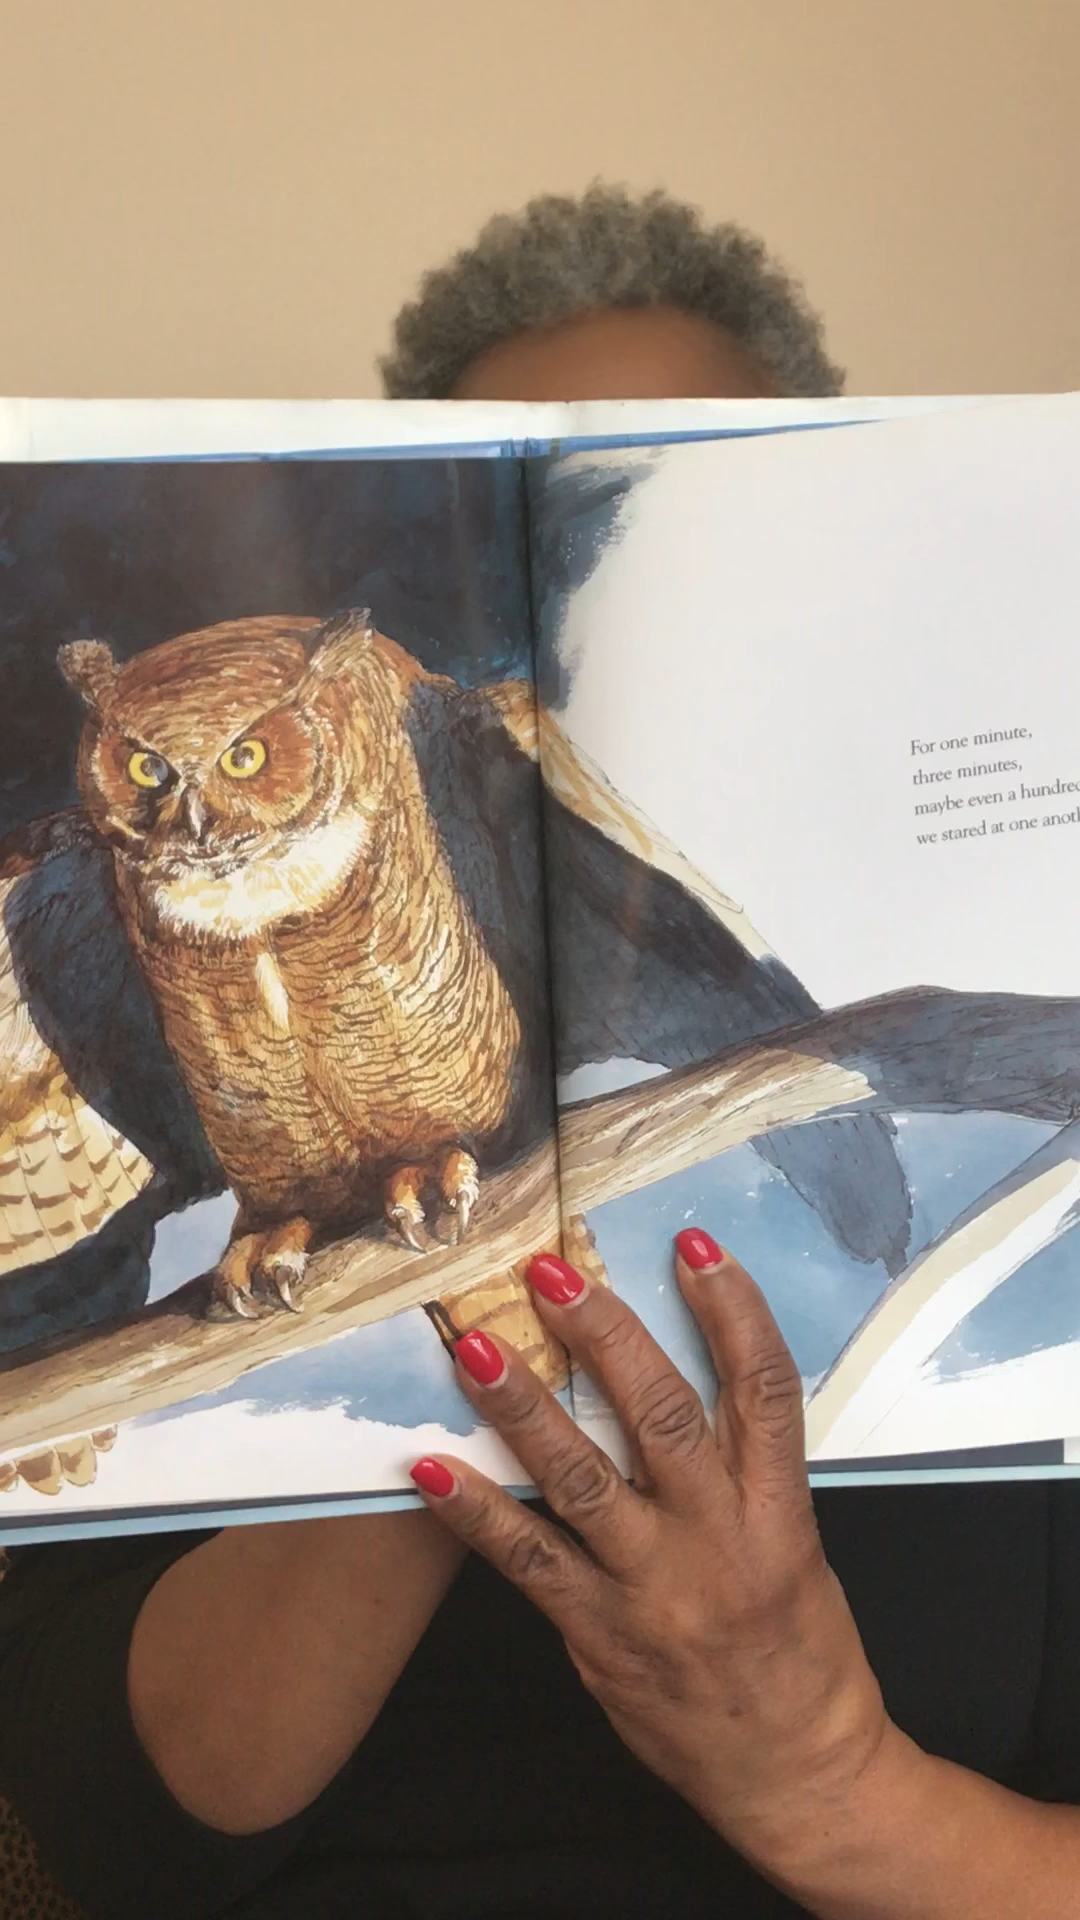 For one minute,
three minutes,
maybe even a hundred
we stared at one anoth